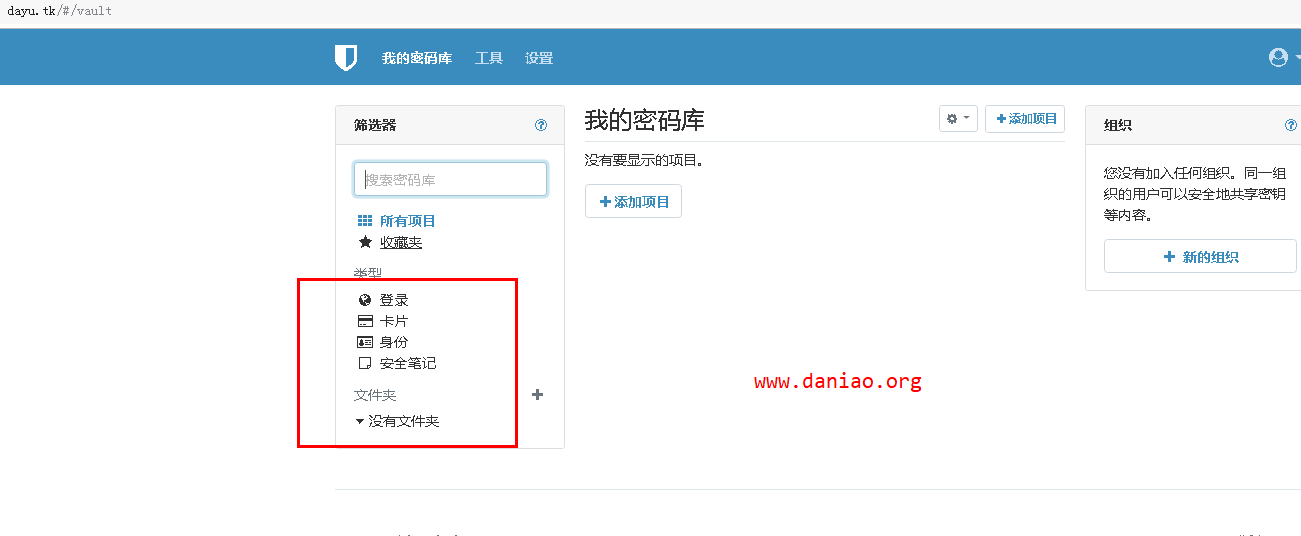 dayu.tk/#/vault
我的密码库 工具 设置
筛选器
搜索密码库
所有项目
收藏夹
类型
登录
卡片
身份
安全笔记
文件夹
没有文件夹
我的密码库
添加项目
没有要显示的项目。
添加项目
www.daniao.org
组织
您没有加入任何组织。同一组
织的用户可以安全地共享密钥
等内容。
新的组织